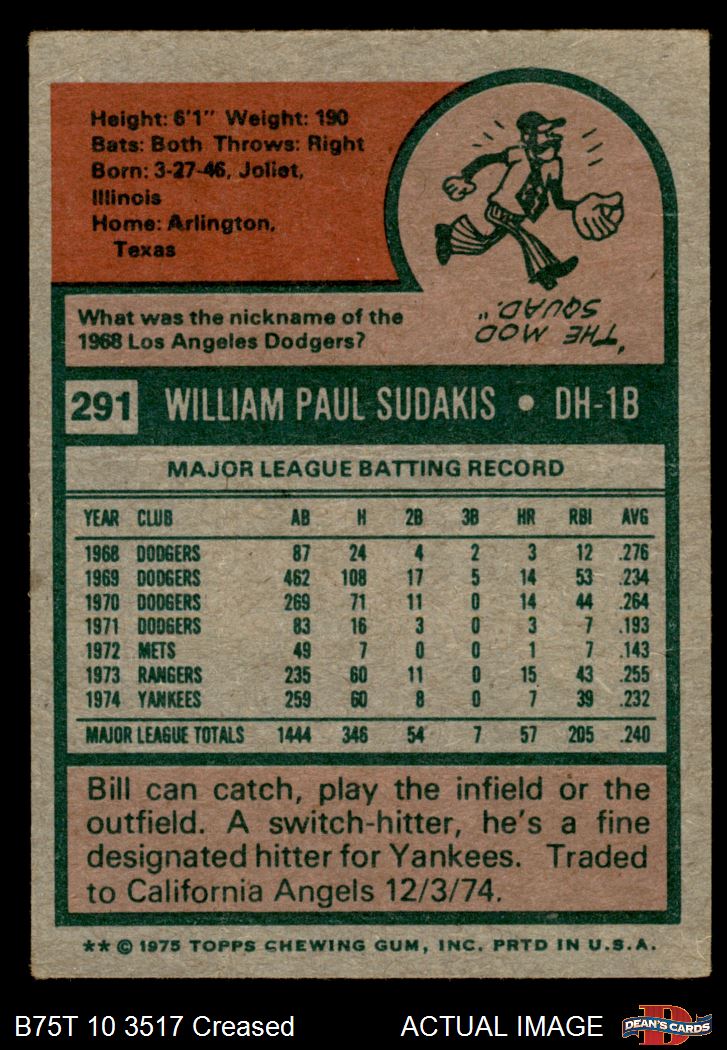 Height: 6'1" Weight: 190
Bats: Both Throws: Right
Born: 3-27-46, Joliet,
Illinois
Home: Arlington,
Texas
What was the nickname of the
1968 Los Angeles Dodgers?
"THE MOD
SQUAD."
291 WILLIAM PAUL SUDAKIS • DH-1B
MAJOR LEAGUE BATTING RECORD
YEAR CLUB AB H 2B 3B HR RBI AVG
1968 DODGERS 87 24 4 2 3 12 .276
1969 DODGERS 462 108 17 5 14 53 .234
1970 DODGERS 269 71 11 0 14 44 .264
1971 DODGERS 83 16 3 0 3 7 .193
1972 METS 49 7 0 0 1 7 .143
1973 RANGERS 235 60 11 0 15 43 .255
1974 YANKEES 259 60 8 0 7 39 .232
MAJOR LEAGUE TOTALS 1444 346 54 7 57 205 .240
Bill can catch, play the infield or the
outfield. A switch-hitter, he's a fine
designated hitter for Yankees. Traded
to California Angels 12/3/74.
** © 1975 TOPPS CHEWING GUM, INC. PRTD IN U.S.A.
B75T 10 3517 Creased ACTUAL IMAGE
D
DEAN'S CARDS